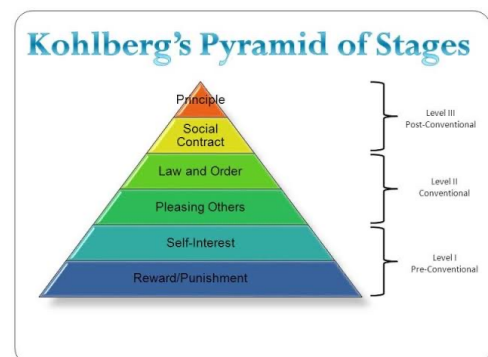 Kohlberg's Pyramid of Stages
Principle
Social
Contract
Law and Order
Pleasing Others
Self-Interest
Reward/Punishment
Level III
Post-Conventional
Level II
Conventional
Level I
Pre-Conventional